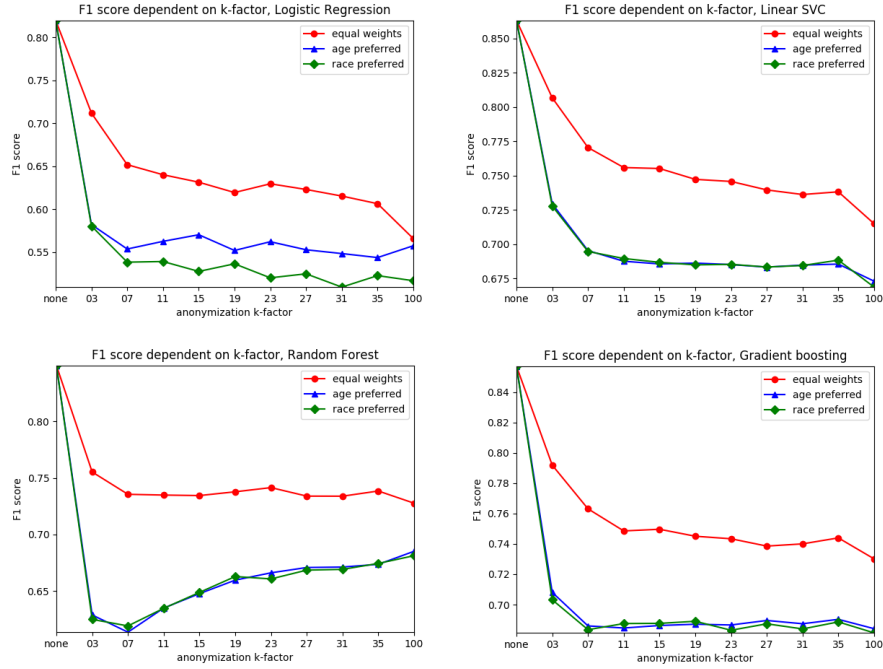 F1 score dependent on k-factor, Logistic Regression
equal weights
age preferred
race preferred
F1 score
0.80
0.75
0.70
0.65
0.60
0.55
none 03 07 11 15 19 23 27 31 35 100
anonymization k-factor
F1 score dependent on k-factor, Linear SVC
equal weights
age preferred
race preferred
F1 score
0.850
0.825
0.800
0.775
0.750
0.725
0.700
0.675
none 03 07 11 15 19 23 27 31 35 100
anonymization k-factor
F1 score dependent on k-factor, Random Forest
equal weights
age preferred
race preferred
F1 score
0.80
0.75
0.70
0.65
none 03 07 11 15 19 23 27 31 35 100
anonymization k-factor
F1 score dependent on k-factor, Gradient boosting
equal weights
age preferred
race preferred
F1 score
0.84
0.82
0.80
0.78
0.76
0.74
0.72
0.70
none 03 07 11 15 19 23 27 31 35 100
anonymization k-factor